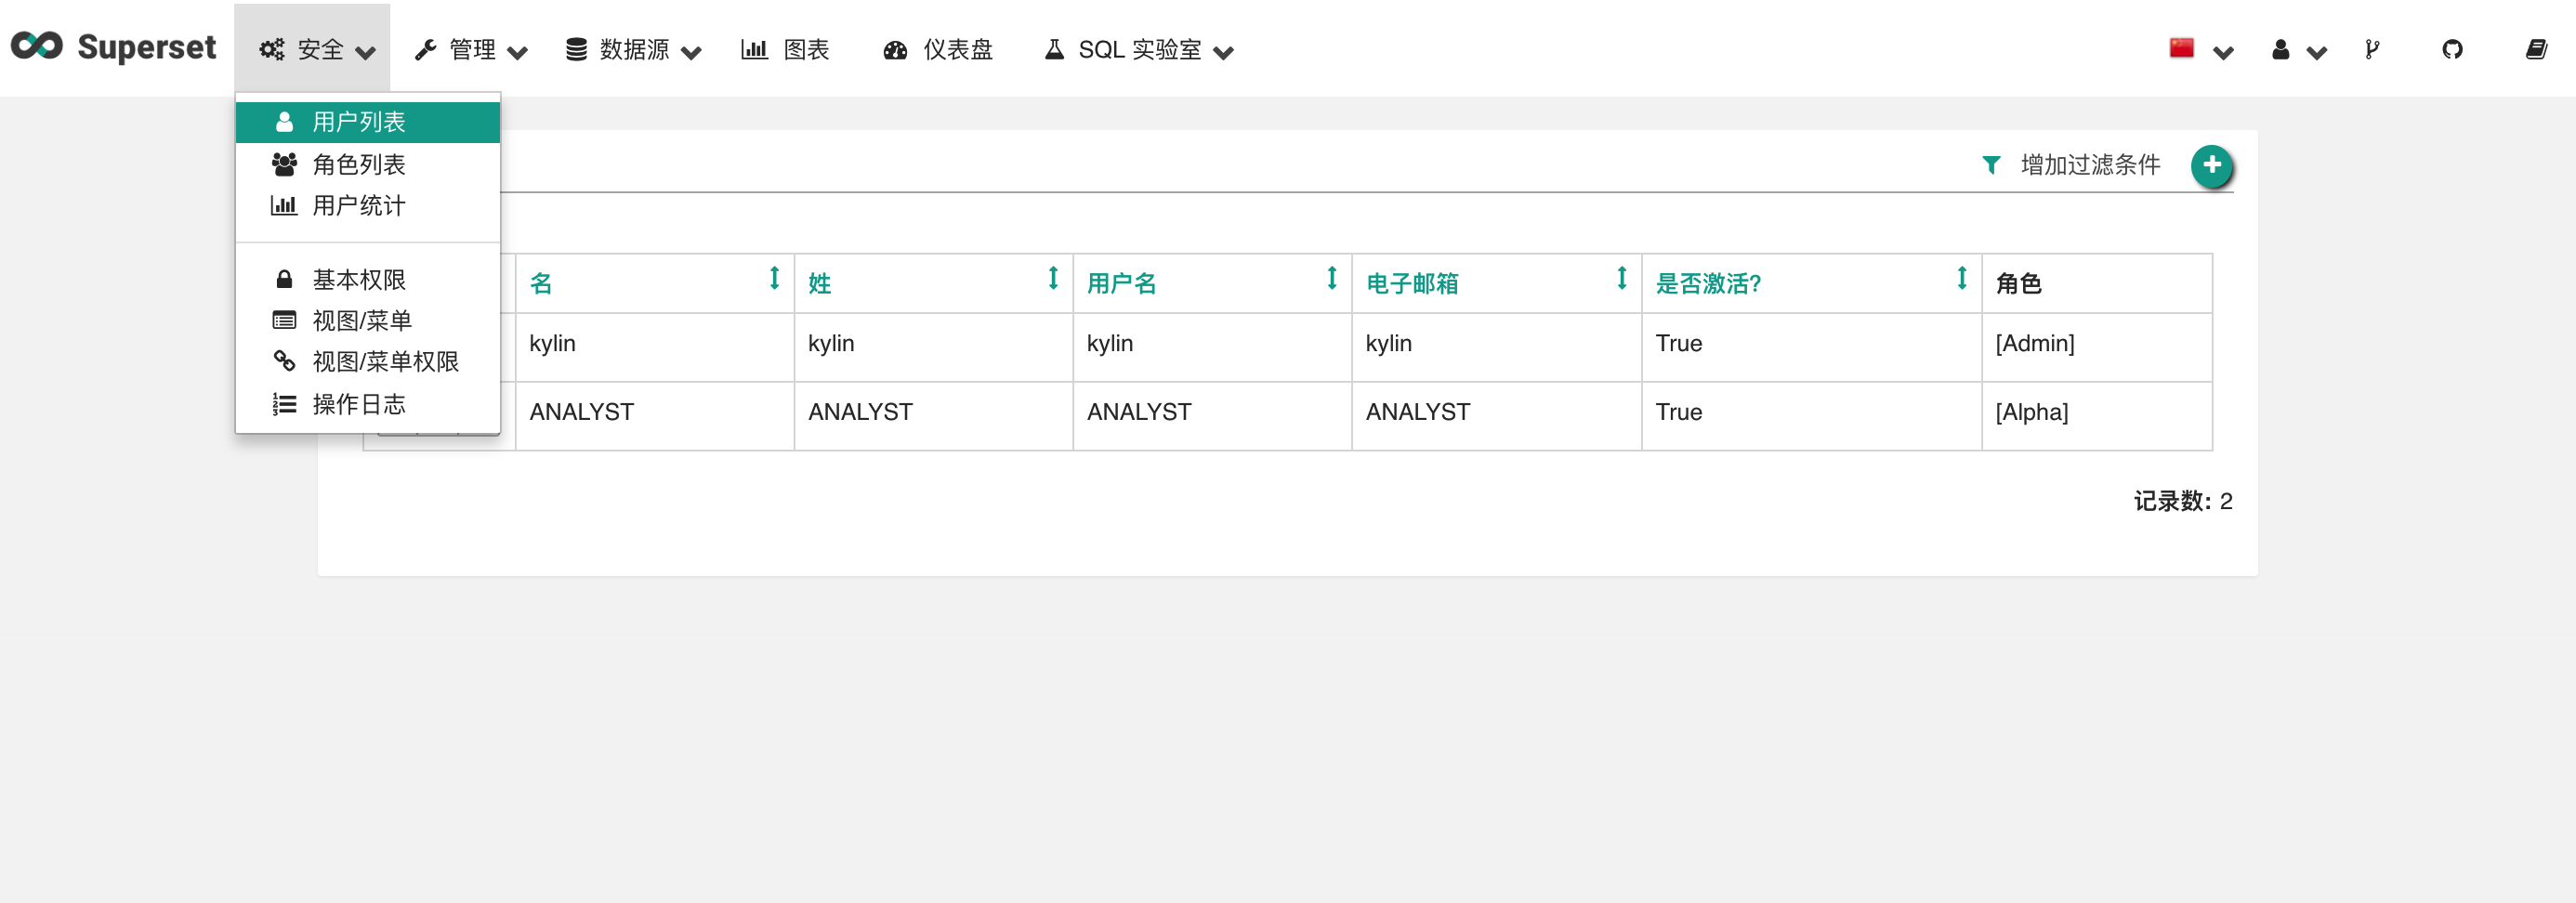 Superset 安全 管理 数据源 图表 仪表盘 SQL 实验室
用户列表
角色列表
用户统计
基本权限
视图/菜单
视图/菜单权限
操作日志
增加过滤条件
名 姓 用户名 电子邮箱 是否激活? 角色
kylin kylin kylin kylin True [Admin]
ANALYST ANALYST ANALYST ANALYST True [Alpha]
记录数: 2